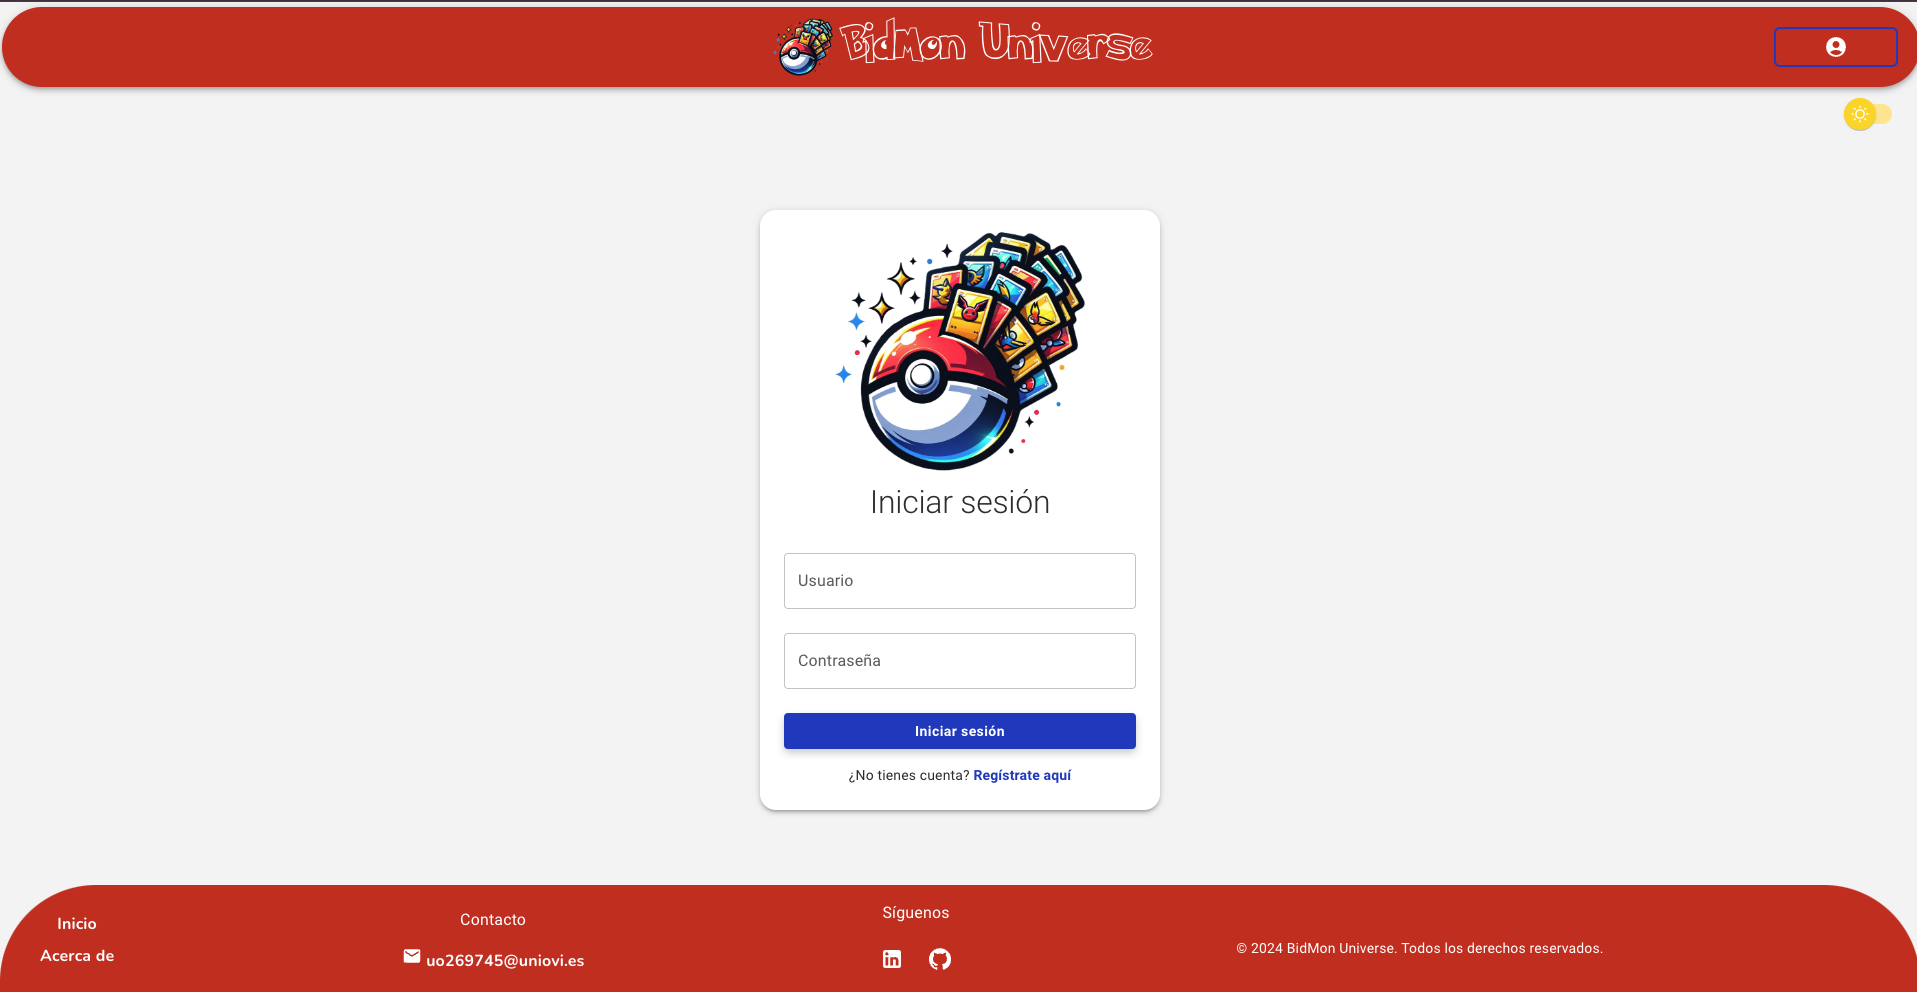 BidMon Universe
Iniciar sesión
Usuario
Contraseña
Iniciar sesión
¿No tienes cuenta? Regístrate aquí
Inicio
Acerca de
Contacto
uo269745@uniovi.es
Síguenos
© 2024 BidMon Universe. Todos los derechos reservados.